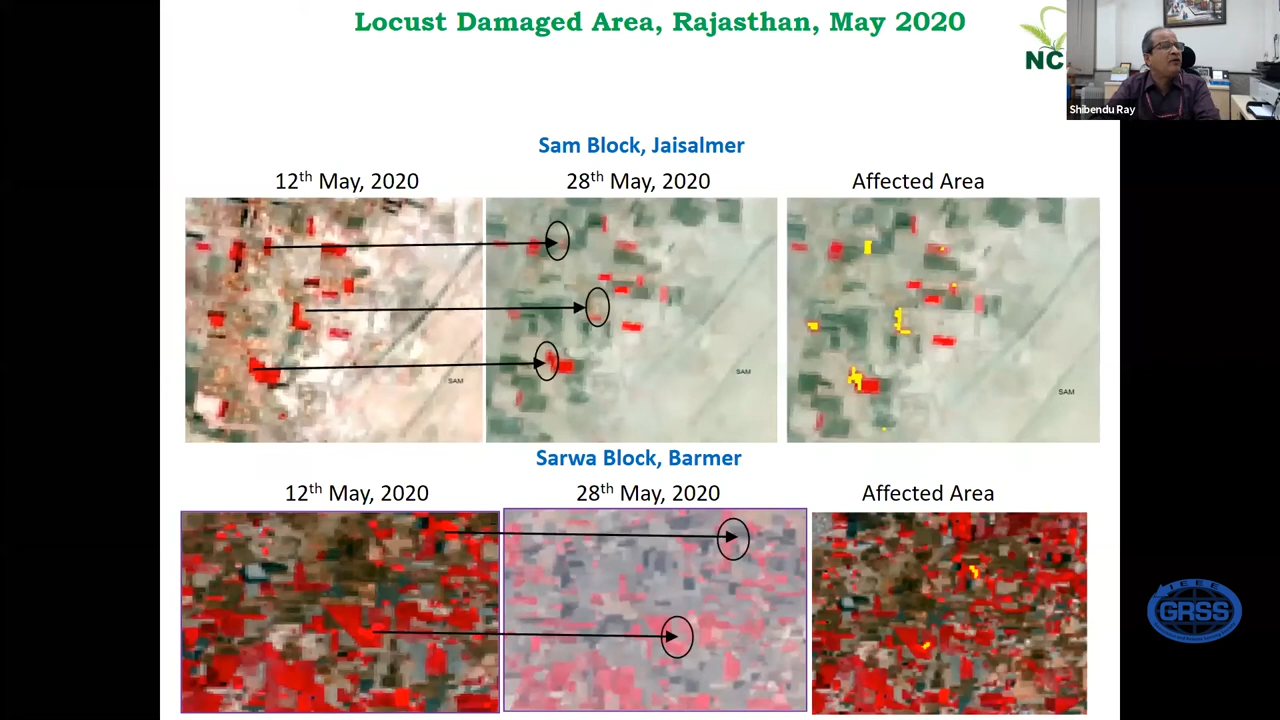 Locust Damaged Area, Rajasthan, May 2020
NC
Shibendu Ray
Sam Block, Jaisalmer
12th May, 2020
28th May, 2020
Affected Area
SAM
SAM
SAM
Sarwa Block, Barmer
12th May, 2020
28th May, 2020
Affected Area
IEEE
GRSS